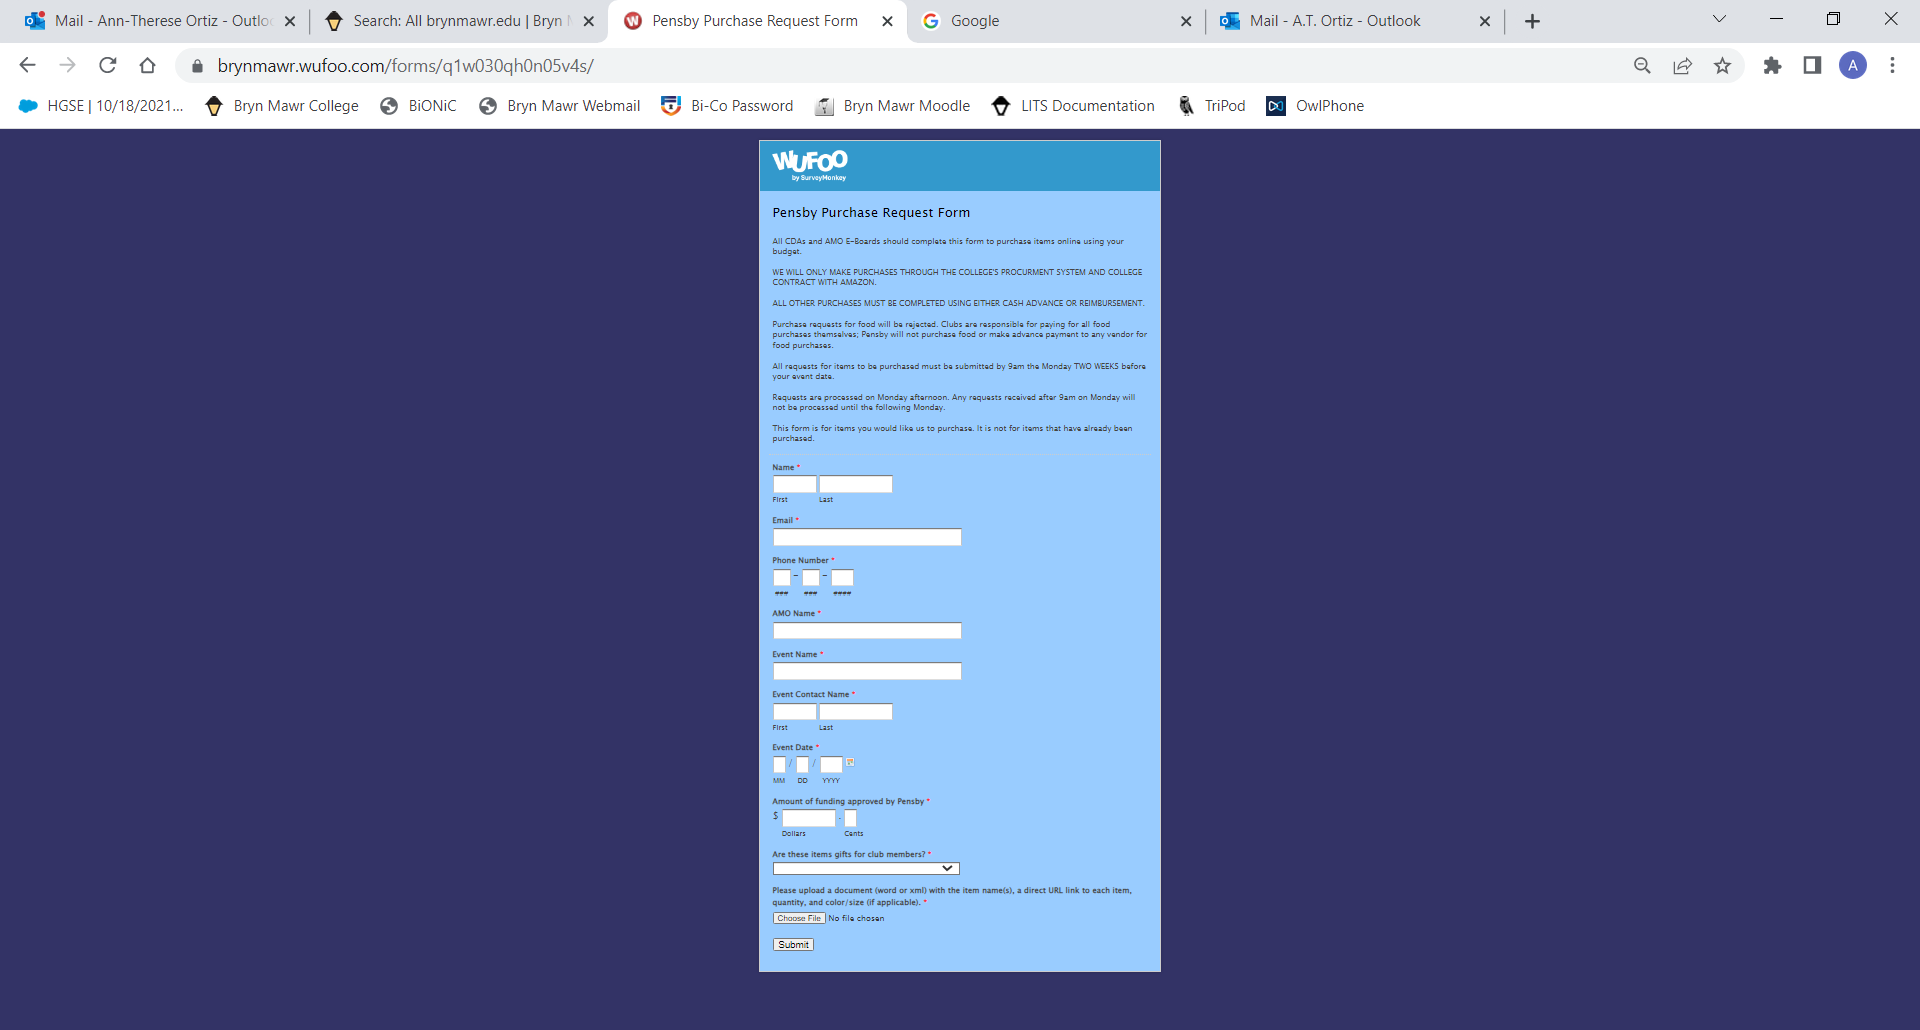 Mail - Ann-Therese Ortiz - Outlo
Search: All brynmawr.edu | Bryn
Pensby Purchase Request Form
Google
Mail - A.T. Ortiz - Outlook
brynmawr.wufoo.com/forms/q1w030qh0n05v4s/
A
HGSE | 10/18/2021...
Bryn Mawr College
BiONiC
Bryn Mawr Webmail
Bi-Co Password
Bryn Mawr Moodle
LITS Documentation
TriPod
OwlPhone
WUFOO
by SurveyMonkey
Pensby Purchase Request Form
All CDAs and AMO E-Boards should complete this form to purchase items online using your
budget.
WE WILL ONLY MAKE PURCHASES THROUGH THE COLLEGE'S PROCURMENT SYSTEM AND COLLEGE
CONTRACT WITH AMAZON.
ALL OTHER PURCHASES MUST BE COMPLETED USING EITHER CASH ADVANCE OR REIMBURSEMENT.
Purchase requests for food will be rejected. Clubs are responsible for paying for all food
purchases themselves; Pensby will not purchase food or make advance payment to any vendor for
food purchases.
All requests for items to be purchased must be submitted by 9am the Monday TWO WEEKS before
your event date.
Requests are processed on Monday afternoon. Any requests received after 9am on Monday will
not be processed until the following Monday.
This form is for items you would like us to purchase. It is not for items that have already been
purchased.
Name *
First Last
Email *
Phone Number *
- -
### ### ####
AMO Name *
Event Name *
Event Contact Name *
First Last
Event Date *
/ /
MM DD YYYY
Amount of funding approved by Pensby *
$ .
Dollars Cents
Are these items gifts for club members? *
Please upload a document (word or xml) with the item name(s), a direct URL link to each item,
quantity, and color/size (if applicable). *
Choose File No file chosen
Submit